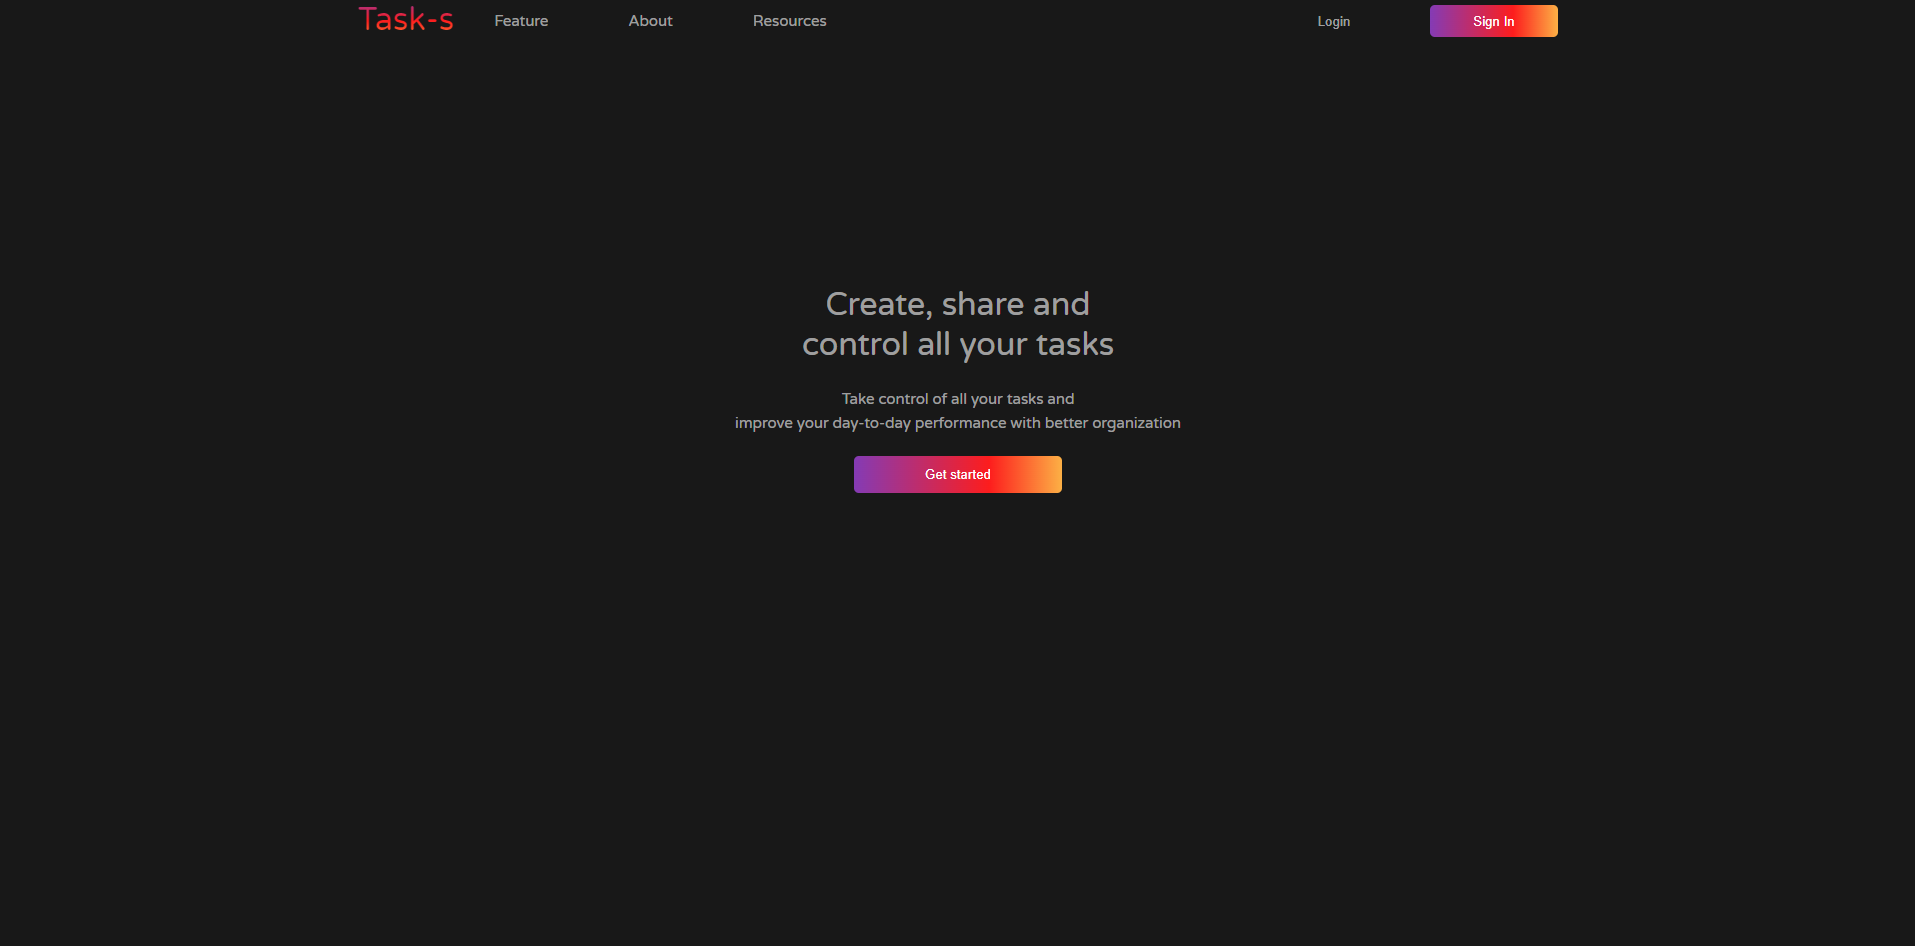 Task-s Feature About Resources Login Sign In
Create, share and
control all your tasks
Take control of all your tasks and
improve your day-to-day performance with better organization
Get started